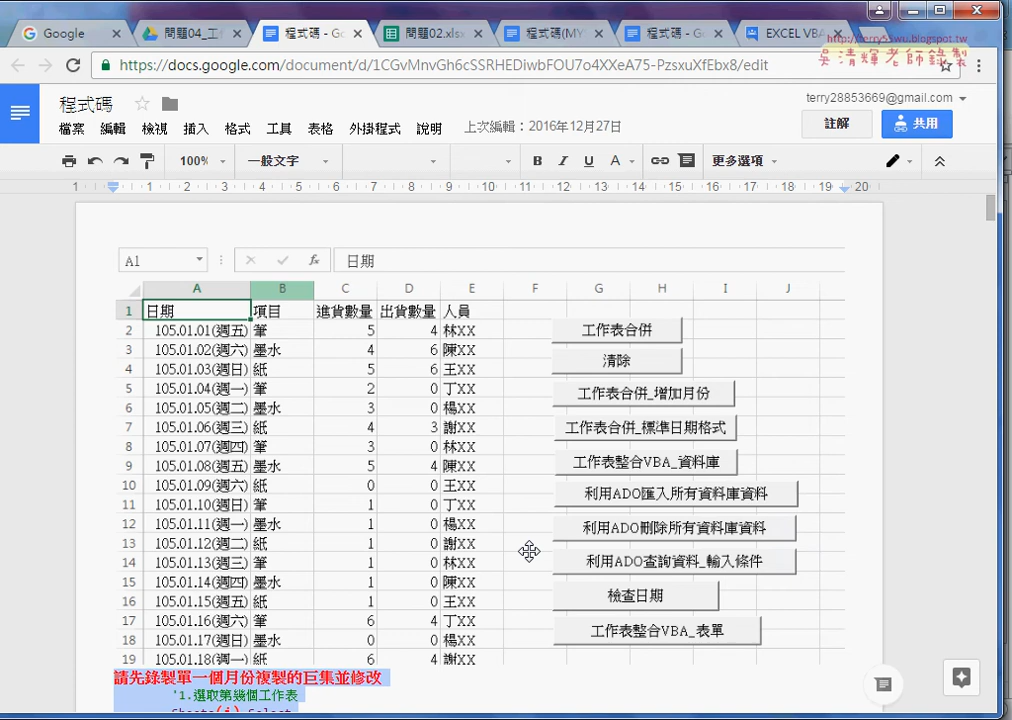 Google
問題04_工
程式碼 - Go
問題02.xlsx
程式碼(MY
程式碼 - Go
EXCEL VBA
http://terry55wu.blogspot.tw
吳清輝老師錄製
https://docs.google.com/document/d/1CGvMnvGh6cSSRHEDiwbFOU7o4XXeA75-PzsxuXfEbx8/edit
程式碼
terry28853669@gmail.com
檔案 編輯 檢視 插入 格式 工具 表格 外掛程式 說明 上次編輯：2016年12月27日
註解 共用
100% 一般文字 B I U A 更多選項
1 1 2 3 4 5 6 7 8 9 10 11 12 13 14 15 16 17 18 19 20
A1 fx 日期
A B C D E F G H I J
1 日期 項目 進貨數量 出貨數量 人員
2 105.01.01(週五) 筆 5 4 林XX
3 105.01.02(週六) 墨水 4 6 陳XX
4 105.01.03(週日) 紙 5 6 王XX
5 105.01.04(週一) 筆 2 0 丁XX
6 105.01.05(週二) 墨水 3 0 楊XX
7 105.01.06(週三) 紙 4 3 謝XX
8 105.01.07(週四) 筆 3 0 林XX
9 105.01.08(週五) 墨水 5 4 陳XX
10 105.01.09(週六) 紙 0 0 王XX
11 105.01.10(週日) 筆 1 0 丁XX
12 105.01.11(週一) 墨水 1 0 楊XX
13 105.01.12(週二) 紙 1 0 謝XX
14 105.01.13(週三) 筆 1 0 林XX
15 105.01.14(週四) 墨水 1 0 陳XX
16 105.01.15(週五) 紙 1 0 王XX
17 105.01.16(週六) 筆 6 4 丁XX
18 105.01.17(週日) 墨水 0 0 楊XX
19 105.01.18(週一) 紙 6 4 謝XX
工作表合併
清除
工作表合併_增加月份
工作表合併_標準日期格式
工作表整合VBA_資料庫
利用ADO匯入所有資料庫資料
利用ADO刪除所有資料庫資料
利用ADO查詢資料_輸入條件
檢查日期
工作表整合VBA_表單
請先錄製單一個月份複製的巨集並修改
'1.選取第幾個工作表
Sheets(i).Select